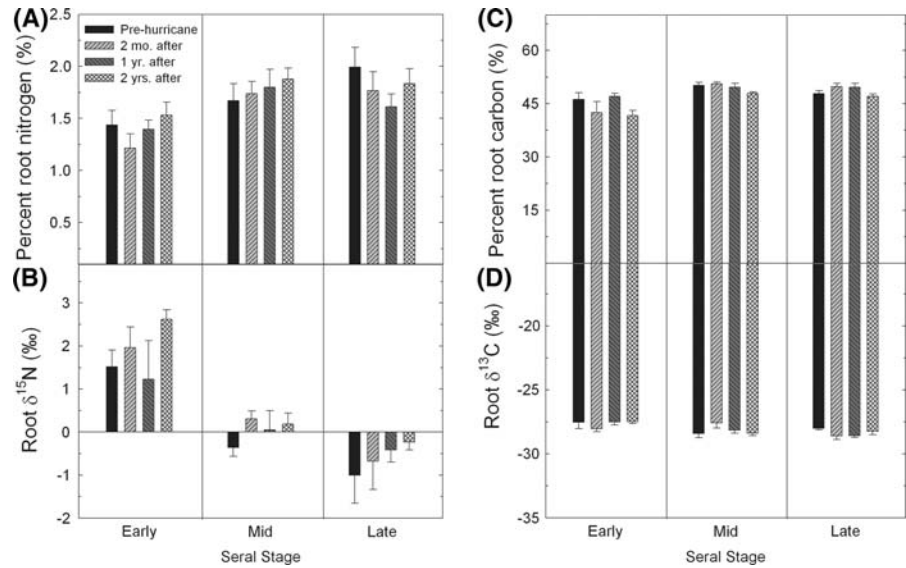 (A)
2.5
2.0
1.5
1.0
0.5
Percent root nitrogen (%)
Pre-hurricane
2 mo. after
1 yr. after
2 yrs. after
(B)
3
2
1
0
-1
-2
Root δ15N (‰)
Early Mid Late
Seral Stage
(C)
60
45
30
15
Percent root carbon (%)
(D)
-20
-25
-30
-35
Root δ13C (‰)
Early Mid Late
Seral Stage